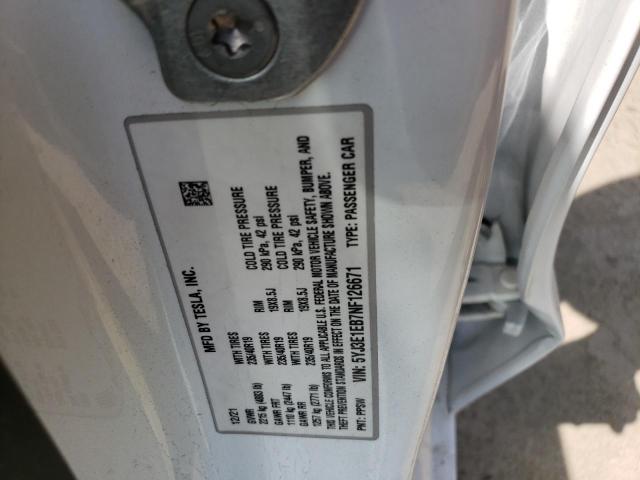 MFD BY TESLA, INC.
12/21
GVWR WITH TIRES RIM COLD TIRE PRESSURE
2215 kg (4883 lb) 235/40R19 19X8.5J 290 kPa, 42 psi
GAWR FRT WITH TIRES RIM COLD TIRE PRESSURE
1110 kg (2447 lb) 235/40R19 19X8.5J 290 kPa, 42 psi
GAWR RR
1257 kg (2771 lb)
THIS VEHICLE CONFORMS TO ALL APPLICABLE U.S. FEDERAL MOTOR VEHICLE SAFETY, BUMPER, AND
THEFT PREVENTION STANDARDS IN EFFECT ON THE DATE OF MANUFACTURE SHOWN ABOVE.
VIN: 5YJ3E1EB7NF126671 TYPE: PASSENGER CAR
PNT: PPSW